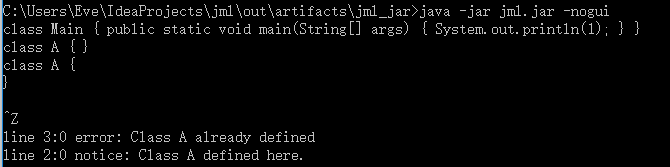 C:\Users\Eve\IdeaProjects\jml\out\artifacts\jml_jar>java -jar jml.jar -nogui
class Main { public static void main(String[] args) { System.out.println(1); } }
class A { }
class A {
}
^Z
line 3:0 error: Class A already defined
line 2:0 notice: Class A defined here.